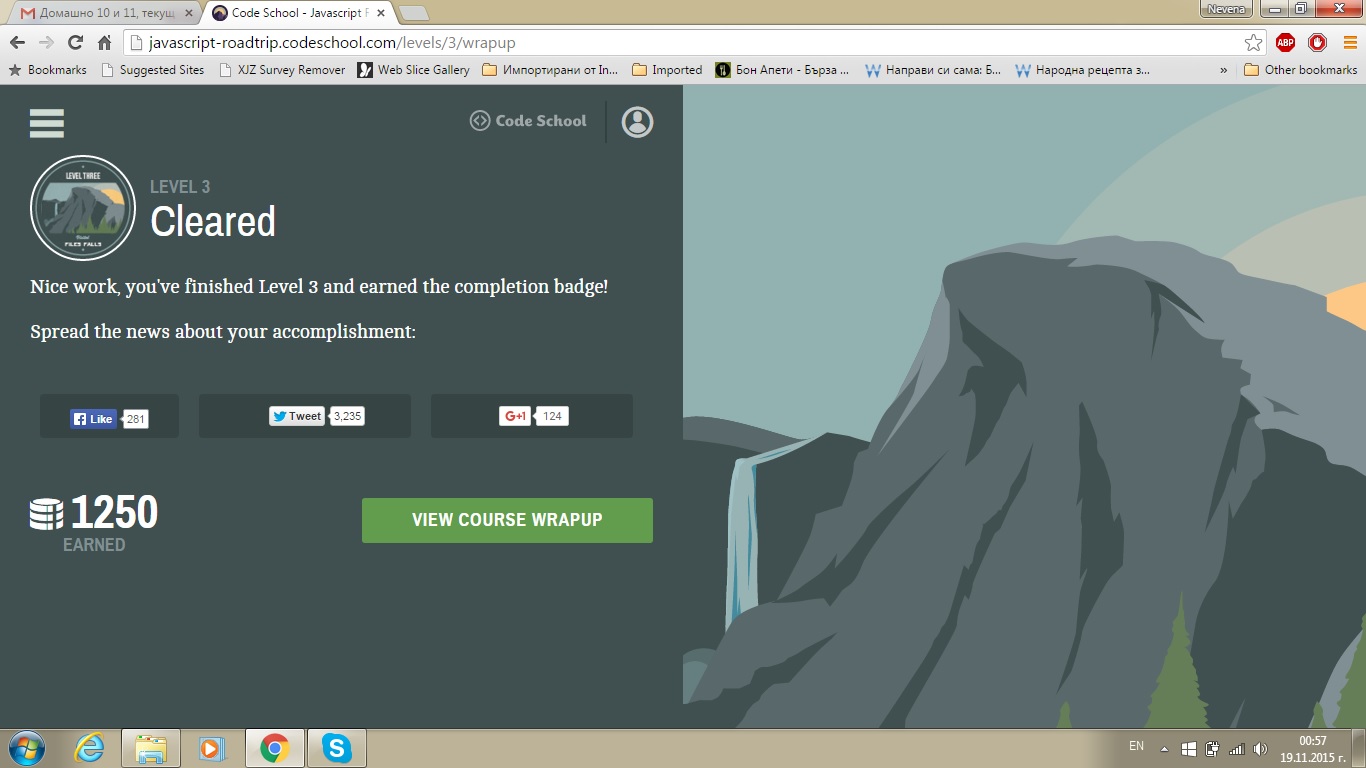 Домашно 10 и 11, текущ
Code School - Javascript R
Nevena
javascript-roadtrip.codeschool.com/levels/3/wrapup
ABP
Bookmarks
Suggested Sites
XJZ Survey Remover
Web Slice Gallery
Импортирани от In...
Imported
Бон Апети - Бърза ...
Направи си сама: Б...
Народна рецепта з...
»
Other bookmarks
Code School
LEVEL THREE
FILES FALLS
LEVEL 3
Cleared
Nice work, you've finished Level 3 and earned the completion badge!
Spread the news about your accomplishment:
Like 281
Tweet 3,235
G+1 124
1250
EARNED
VIEW COURSE WRAPUP
EN
00:57
19.11.2015 г.